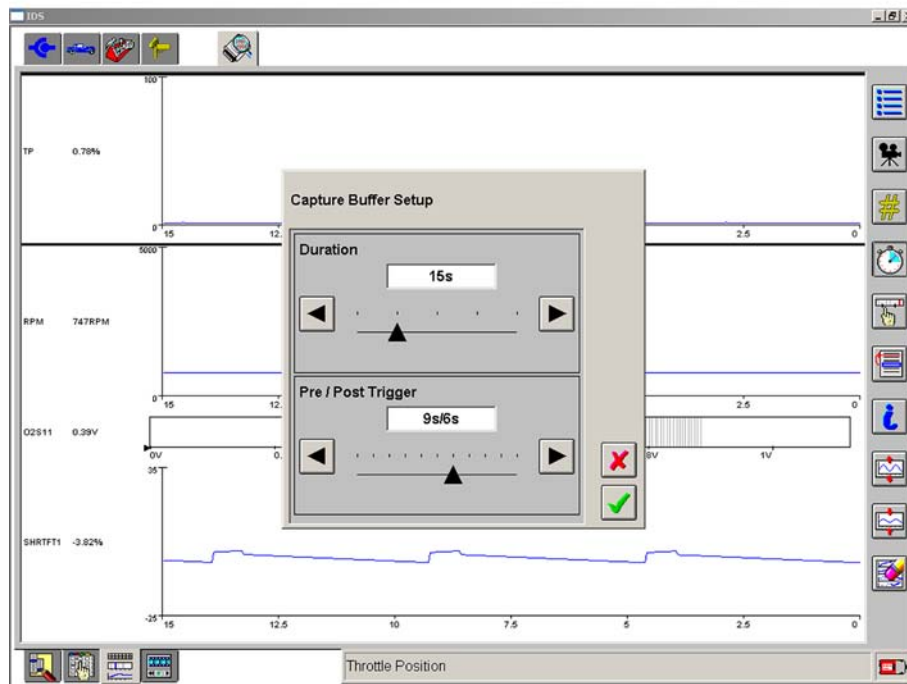 IDS
100
TP 0.78%
0
15 12. 2.5 0
Capture Buffer Setup
Duration
15s
Pre / Post Trigger
9s/6s
5000
RPM 747RPM
0
15 12. 2.5 0
O2S11 0.39V
0V 0. 8V 1V
35
SHRTFT1 -3.82%
-25
15 12.5 10 7.5 5 2.5 0
Throttle Position